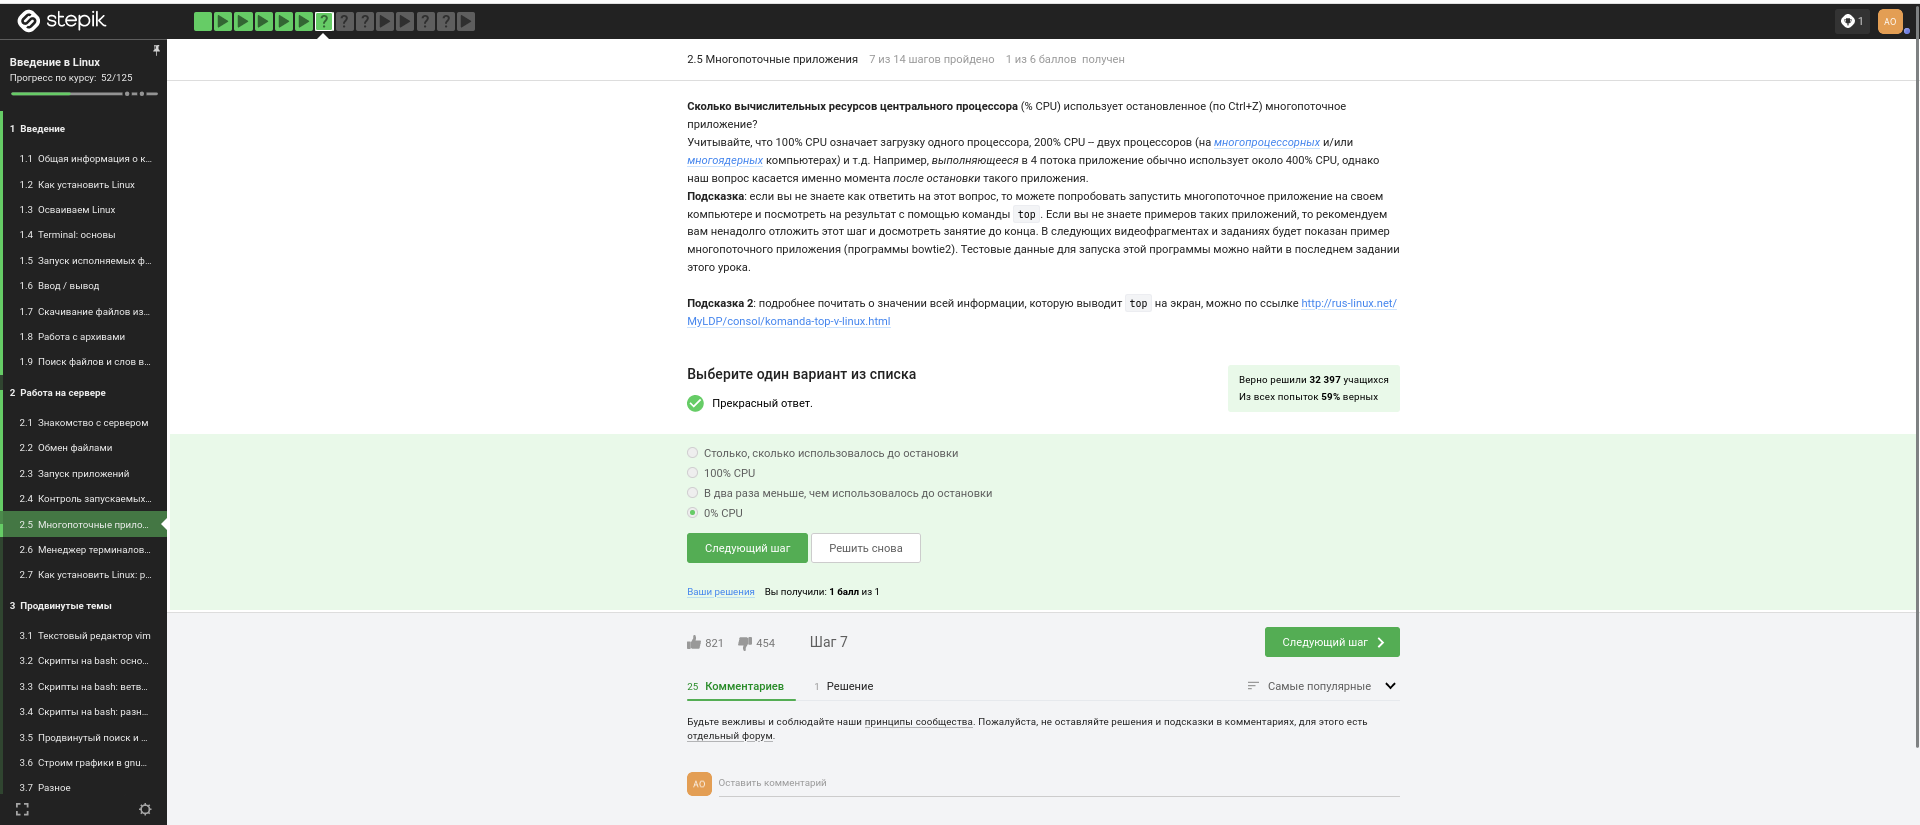 stepik
1
АО
Введение в Linux
Прогресс по курсу: 52/125
1 Введение
1.1 Общая информация о к...
1.2 Как установить Linux
1.3 Осваиваем Linux
1.4 Terminal: основы
1.5 Запуск исполняемых ф...
1.6 Ввод / вывод
1.7 Скачивание файлов из...
1.8 Работа с архивами
1.9 Поиск файлов и слов в...
2 Работа на сервере
2.1 Знакомство с сервером
2.2 Обмен файлами
2.3 Запуск приложений
2.4 Контроль запускаемых...
2.5 Многопоточные прило...
2.6 Менеджер терминалов...
2.7 Как установить Linux: р...
3 Продвинутые темы
3.1 Текстовый редактор vim
3.2 Скрипты на bash: осно...
3.3 Скрипты на bash: ветв...
3.4 Скрипты на bash: разн...
3.5 Продвинутый поиск и ...
3.6 Строим графики в gnu...
3.7 Разное
2.5 Многопоточные приложения 7 из 14 шагов пройдено 1 из 6 баллов получен
Сколько вычислительных ресурсов центрального процессора (% CPU) использует остановленное (по Ctrl+Z) многопоточное
приложение?
Учитывайте, что 100% CPU означает загрузку одного процессора, 200% CPU – двух процессоров (на многопроцессорных и/или
многоядерных компьютерах) и т.д. Например, выполняющееся в 4 потока приложение обычно использует около 400% CPU, однако
наш вопрос касается именно момента после остановки такого приложения.
Подсказка: если вы не знаете как ответить на этот вопрос, то можете попробовать запустить многопоточное приложение на своем
компьютере и посмотреть на результат с помощью команды top. Если вы не знаете примеров таких приложений, то рекомендуем
вам ненадолго отложить этот шаг и досмотреть занятие до конца. В следующих видеофрагментах и заданиях будет показан пример
многопоточного приложения (программы bowtie2). Тестовые данные для запуска этой программы можно найти в последнем задании
этого урока.
Подсказка 2: подробнее почитать о значении всей информации, которую выводит top на экран, можно по ссылке http://rus-linux.net/
MyLDP/consol/komanda-top-v-linux.html
Выберите один вариант из списка
Прекрасный ответ.
Верно решили 32 397 учащихся
Из всех попыток 59% верных
Столько, сколько использовалось до остановки
100% CPU
В два раза меньше, чем использовалось до остановки
0% CPU
Следующий шаг Решить снова
Ваши решения Вы получили: 1 балл из 1
821 454 Шаг 7 Следующий шаг
25 Комментариев 1 Решение Самые популярные
Будьте вежливы и соблюдайте наши принципы сообщества. Пожалуйста, не оставляйте решения и подсказки в комментариях, для этого есть
отдельный форум.
АО Оставить комментарий